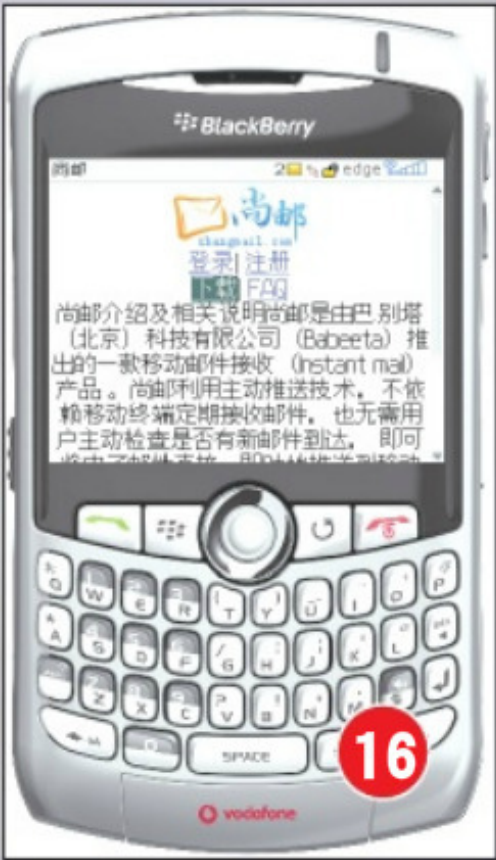 BlackBerry
尚邮 2 edge
尚邮
shangmail.com
登录| 注册
下载 FAQ
尚邮介绍及相关说明尚邮是由巴别塔
（北京）科技有限公司（Babeeta）推
出的一款移动邮件接收（Instant mail）
产品。尚邮利用主动推送技术。不依
赖移动终端定期接收邮件。也无需用
户主动检查是否有新邮件到达。即可
Q W E R T Y U I O P
A S D F G H J K L
Z X C V B N M $
SPACE
16
vodafone